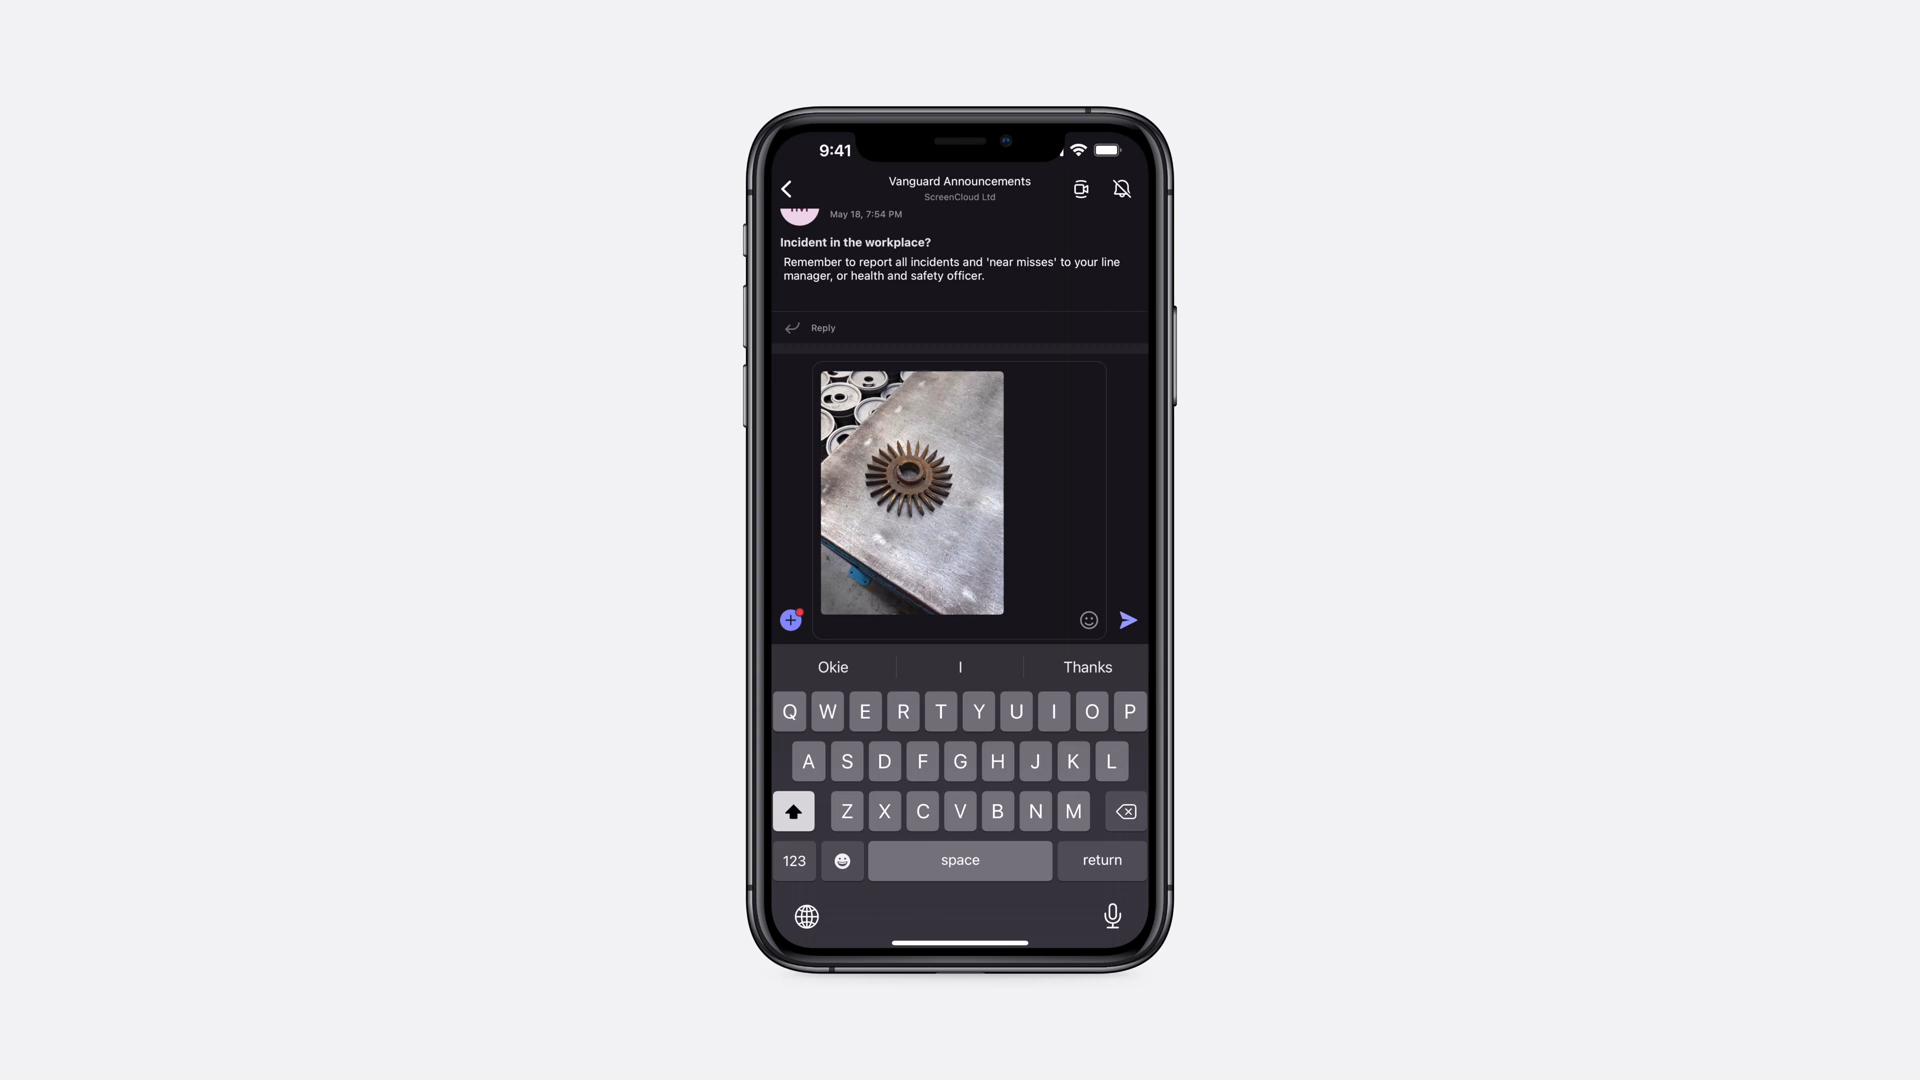 9:41
Vanguard Announcements
ScreenCloud Ltd
May 18, 7:54 PM
Incident in the workplace?
Remember to report all incidents and 'near misses' to your line
manager, or health and safety officer.
Reply
Okie I Thanks
Q W E R T Y U I O P
A S D F G H J K L
Z X C V B N M
123 space return